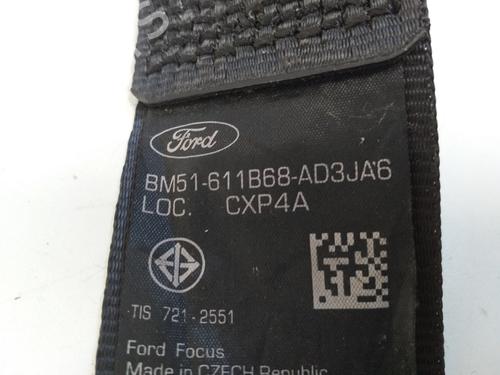 Ford
BM51-611B68-AD3JA6
LOC. CXP4A
TIS 721-2551
Ford Focus
Made in CZECH Republic